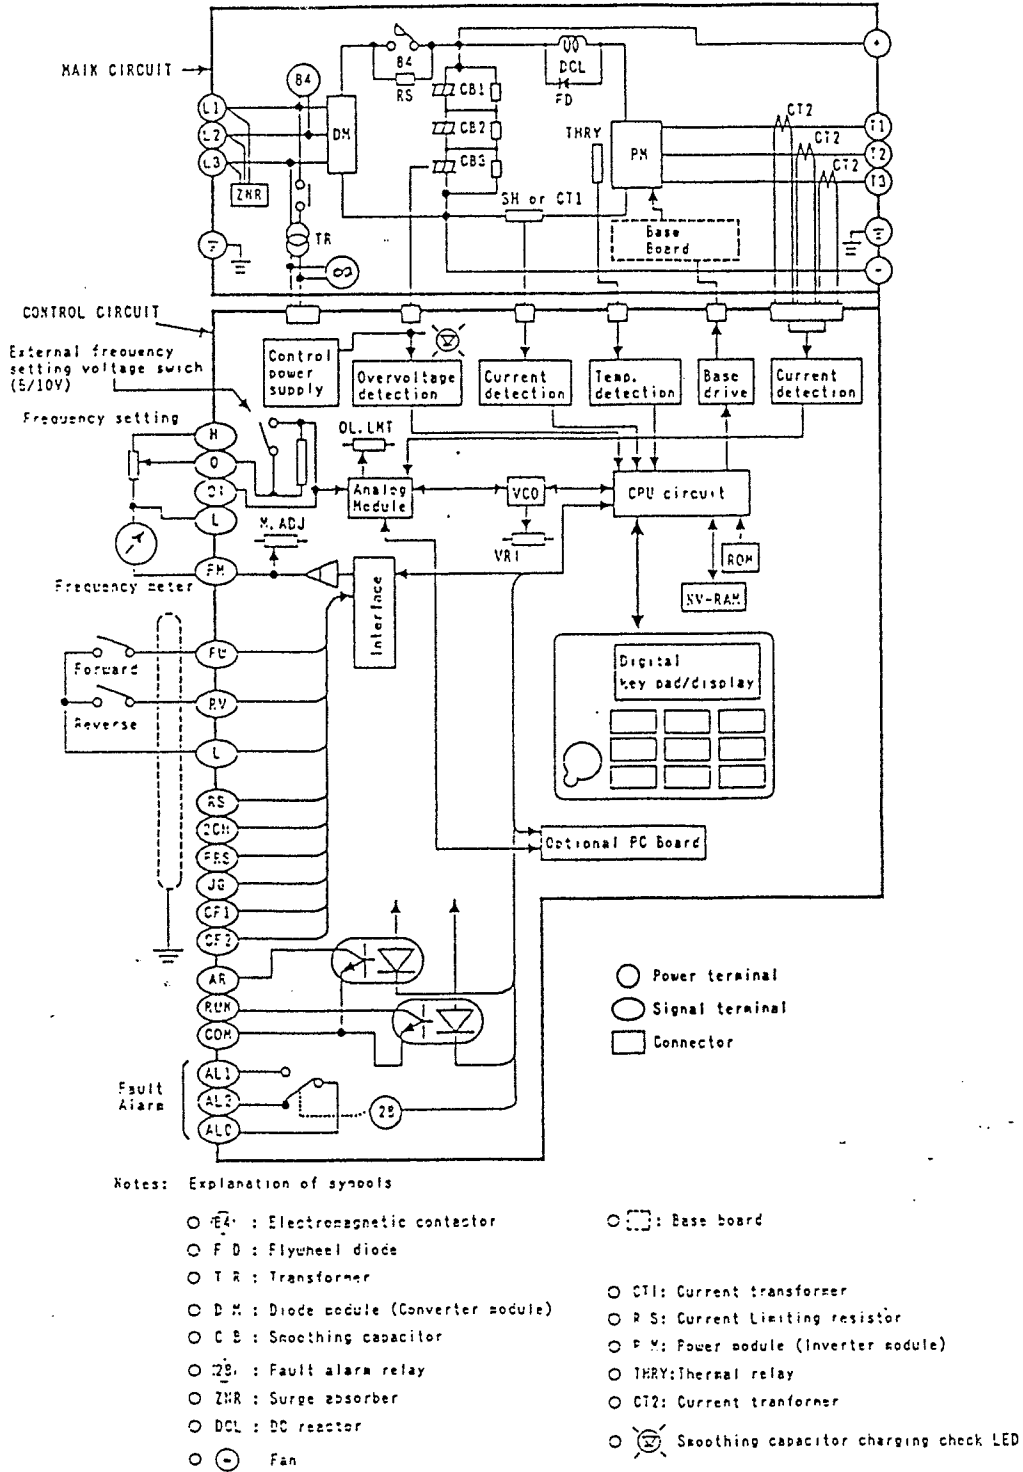 MAIK CIRCUIT
84
84
RS
CB1
CB2
CB3
DCL
FD
THRY
CT2
CT2
CT2
L1
L2
L3
DM
ZNR
TR
PM
SH or CT1
Base
Board
T1
T2
T3
+
-
CONTROL CIRCUIT
External frequency
setting voltage swich
(5/10V)
Frequency setting
Control
power
supply
Overvoltage
detection
Current
detection
Temp.
detection
Base
drive
Current
detection
H
O
OI
L
OL.LMT
Analog
Module
VCO
CPU circuit
M.ADJ
VR1
ROM
NV-RAM
FM
Frequency meter
Interface
FW
Forward
RV
Reverse
L
Digital
key pad/display
RS
2CH
FRS
JG
CF1
CF2
Optional PC Board
AR
RUN
COM
Power terminal
Signal terminal
Connector
Fault
Alarm
AL1
AL2
AL0
28
Notes: Explanation of symbols
84 : Electromagnetic contactor
F D : Flywheel diode
T R : Transformer
D M : Diode module (Converter module)
C B : Smoothing capacitor
28 : Fault alarm relay
ZNR : Surge absorber
DCL : DC reactor
Fan
: Base board
CT1: Current transformer
R S: Current Limiting resistor
P M: Power module (Inverter module)
THRY:Thermal relay
CT2: Current tranformer
Smoothing capacitor charging check LED